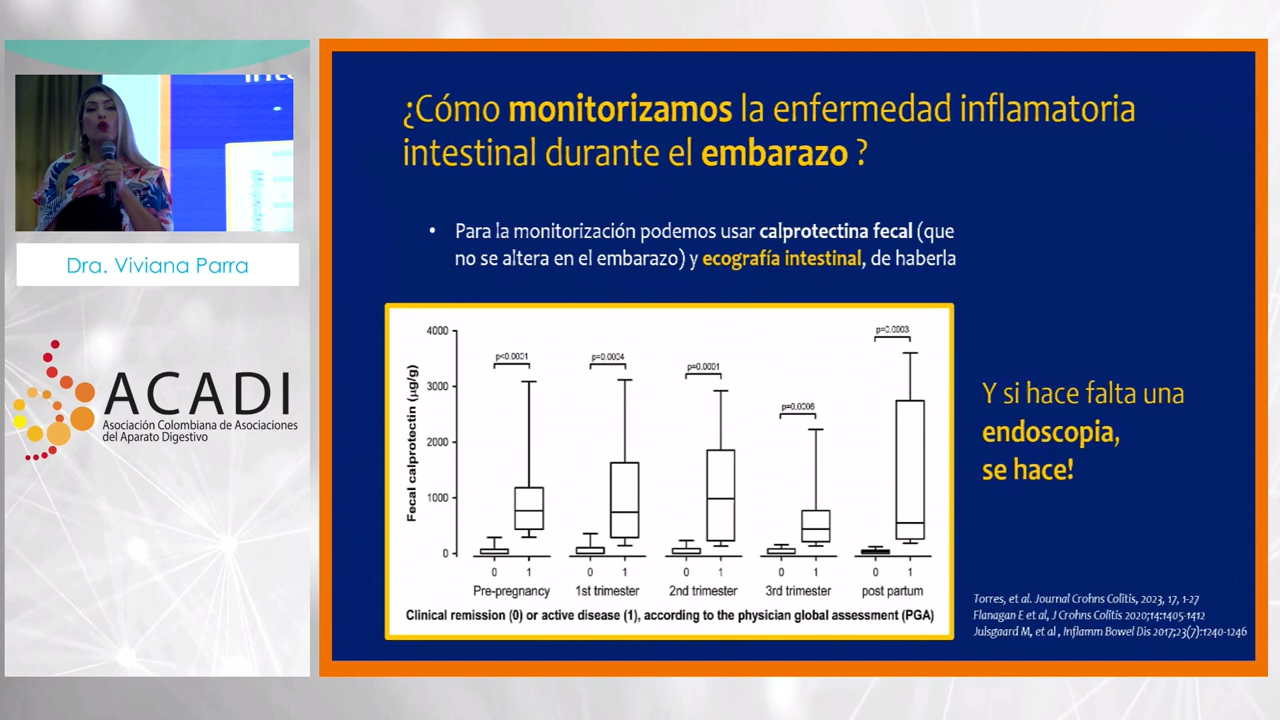 Dra. Viviana Parra
ACADI
Asociación Colombiana de Asociaciones
del Aparato Digestivo
¿Cómo monitorizamos la enfermedad inflamatoria
intestinal durante el embarazo ?
• Para la monitorización podemos usar calprotectina fecal (que
no se altera en el embarazo) y ecografía intestinal, de haberla
Fecal calprotectin (µg/g)
4000
3000
2000
1000
0
p<0.0001
p=0.0004
p=0.0001
p=0.0006
p=0.0003
0 1 0 1 0 1 0 1 0 1
Pre-pregnancy 1st trimester 2nd trimester 3rd trimester post partum
Clinical remission (0) or active disease (1), according to the physician global assessment (PGA)
Y si hace falta una
endoscopia,
se hace!
Torres, et al. Journal Crohns Colitis, 2023, 17, 1-27
Flanagan E et al, J Crohns Colitis 2020;14:1405-1412
Julsgaard M, et al , Inflamm Bowel Dis 2017;23(7):1240-1246